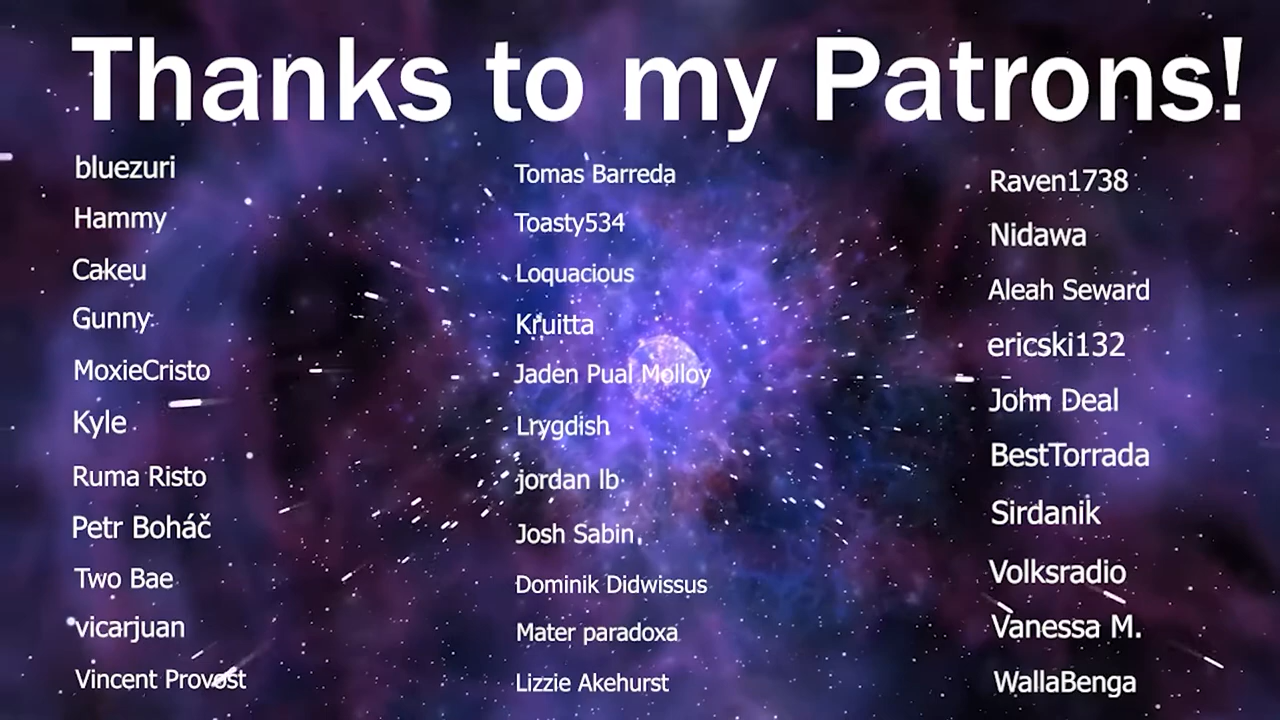 Thanks to my Patrons!
bluezuri
Hammy
Cakeu
Gunny
MoxieCristo
Kyle
Ruma Risto
Petr Boháč
Two Bae
vicarjuan
Vincent Provost
Tomas Barreda
Toasty534
Loquacious
Kruitta
Jaden Pual Molloy
Lrygdish
jordan lb
Josh Sabin
Dominik Didwissus
Mater paradoxa
Lizzie Akehurst
Raven1738
Nidawa
Aleah Seward
ericski132
John Deal
BestTorrada
Sirdanik
Volksradio
Vanessa M.
WallaBenga